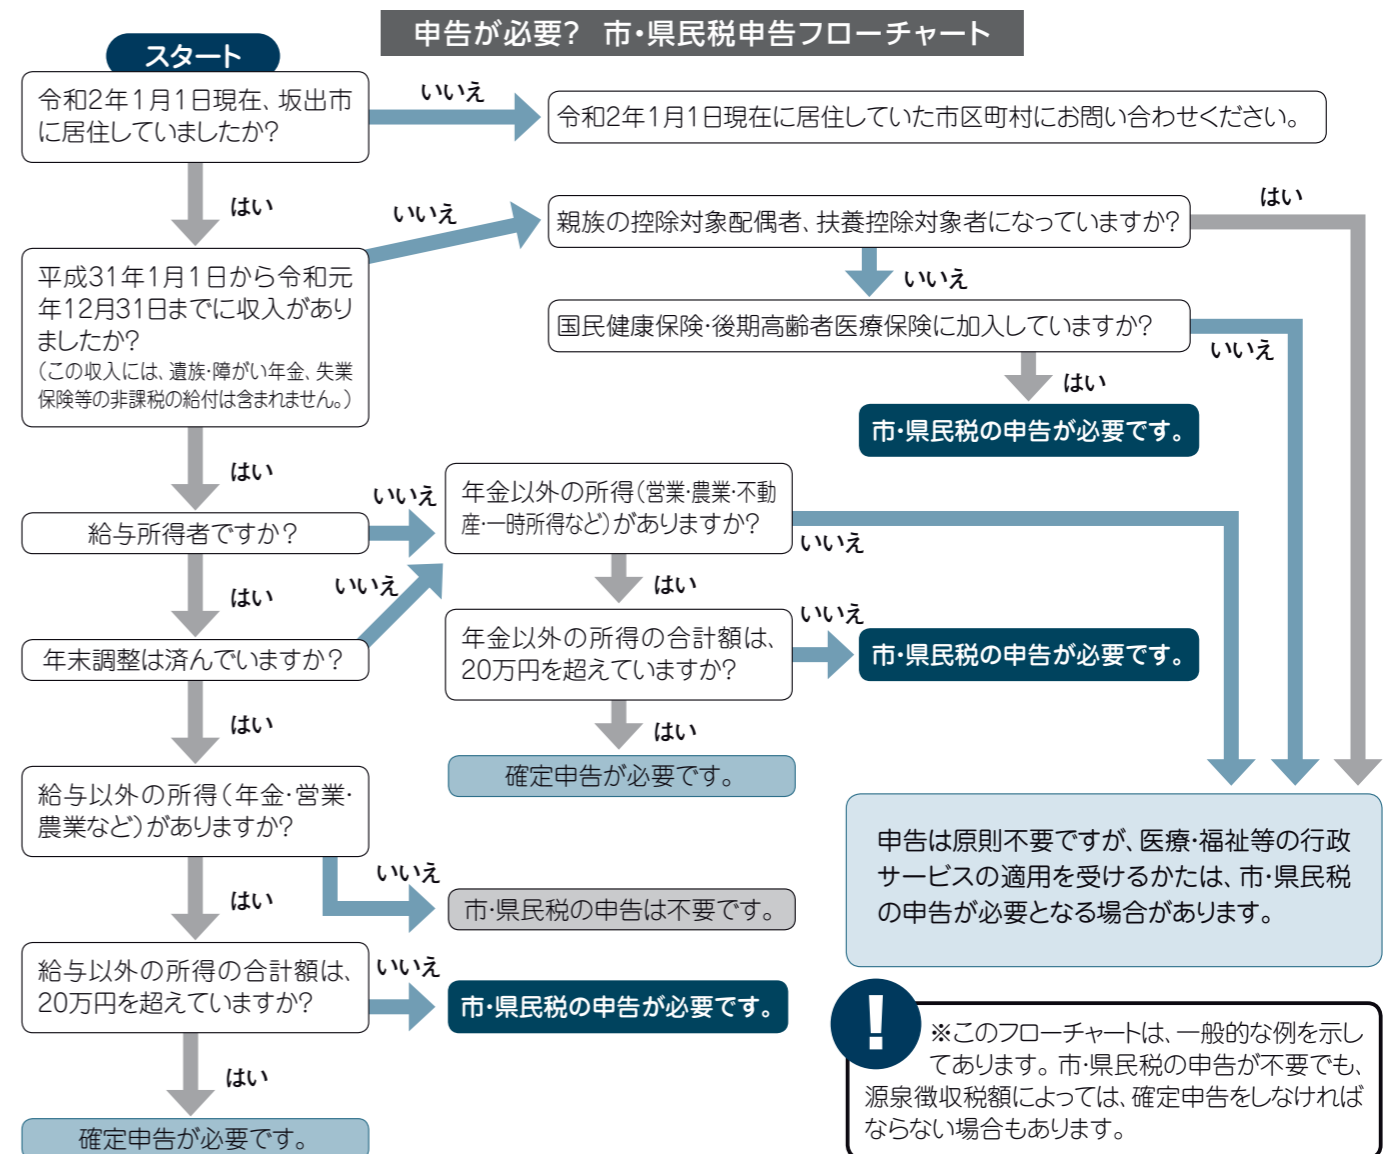 申告が必要? 市・県民税申告フローチャート
スタート
令和2年1月1日現在、坂出市
に居住していましたか?
いいえ
令和2年1月1日現在に居住していた市区町村にお問い合わせください。
はい
平成31年1月1日から令和元
年12月31日までに収入があり
ましたか?
(この収入には、遺族・障がい年金、失業
保険等の非課税の給付は含まれません。)
いいえ
親族の控除対象配偶者、扶養控除対象者になっていますか?
はい
いいえ
国民健康保険・後期高齢者医療保険に加入していますか?
いいえ
はい
市・県民税の申告が必要です。
はい
給与所得者ですか?
いいえ
年金以外の所得(営業・農業・不動
産・一時所得など)がありますか?
いいえ
はい
年金以外の所得の合計額は、
20万円を超えていますか?
いいえ
市・県民税の申告が必要です。
はい
確定申告が必要です。
はい
いいえ
年末調整は済んでいますか?
はい
給与以外の所得(年金・営業・
農業など)がありますか?
いいえ
市・県民税の申告は不要です。
はい
給与以外の所得の合計額は、
20万円を超えていますか?
いいえ
市・県民税の申告が必要です。
はい
確定申告が必要です。
申告は原則不要ですが、医療・福祉等の行政
サービスの適用を受けるかたは、市・県民税
の申告が必要となる場合があります。
!
※このフローチャートは、一般的な例を示し
てあります。市・県民税の申告が不要でも、
源泉徴収税額によっては、確定申告をしなければ
ならない場合もあります。